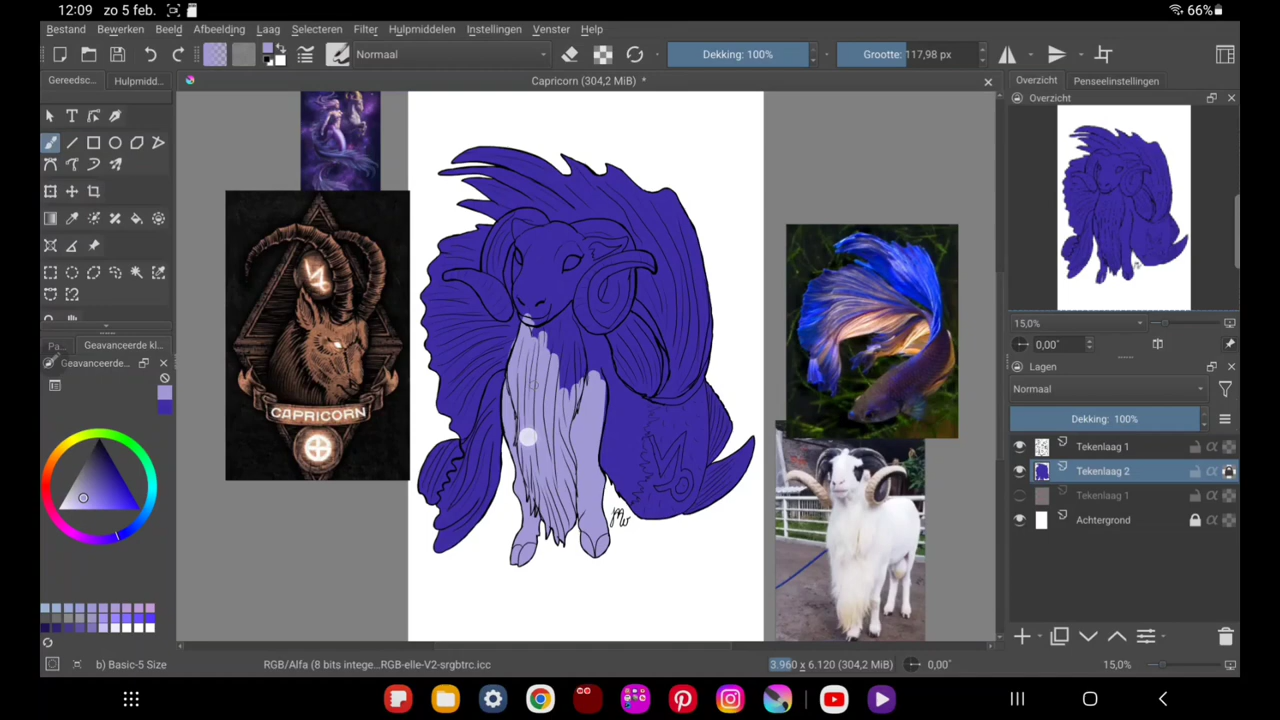 12:09 zo 5 feb. 66%
Bestand Bewerken Beeld Afbeelding Laag Selecteren Filter Hulpmiddelen Instellingen Venster Help
Normaal Dekking: 100% Grootte: 117,98 px
Gereedsc... Hulpmidd... Capricorn (304,2 MiB) * Overzicht Penseelinstellingen
Overzicht
CAPRICORN
15,0%
Pa... Geavanceerde kl...
0,00°
Geavanceerde...
Lagen
Normaal
Dekking: 100%
Tekenlaag 1
Tekenlaag 2
Tekenlaag 1
Achtergrond
b) Basic-5 Size RGB/Alfa (8 bits intege...RGB-elle-V2-srgbtrc.icc 3.960 x 6.120 (304,2 MiB) 0,00° 15,0%